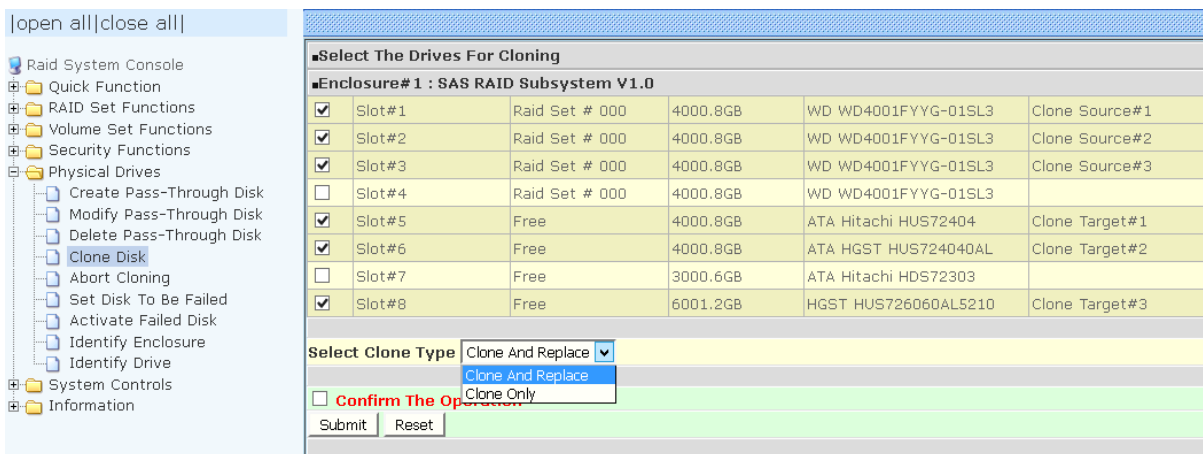 |open all|close all|
Raid System Console
Quick Function
RAID Set Functions
Volume Set Functions
Security Functions
Physical Drives
Create Pass-Through Disk
Modify Pass-Through Disk
Delete Pass-Through Disk
Clone Disk
Abort Cloning
Set Disk To Be Failed
Activate Failed Disk
Identify Enclosure
Identify Drive
System Controls
Information
Select The Drives For Cloning
Enclosure#1 : SAS RAID Subsystem V1.0
Slot#1 Raid Set # 000 4000.8GB WD WD4001FYYG-01SL3 Clone Source#1
Slot#2 Raid Set # 000 4000.8GB WD WD4001FYYG-01SL3 Clone Source#2
Slot#3 Raid Set # 000 4000.8GB WD WD4001FYYG-01SL3 Clone Source#3
Slot#4 Raid Set # 000 4000.8GB WD WD4001FYYG-01SL3
Slot#5 Free 4000.8GB ATA Hitachi HUS72404 Clone Target#1
Slot#6 Free 4000.8GB ATA HGST HUS724040AL Clone Target#2
Slot#7 Free 3000.6GB ATA Hitachi HDS72303
Slot#8 Free 6001.2GB HGST HUS726060AL5210 Clone Target#3
Select Clone Type Clone And Replace
Clone And Replace
Clone Only
Confirm The Operation
Submit Reset